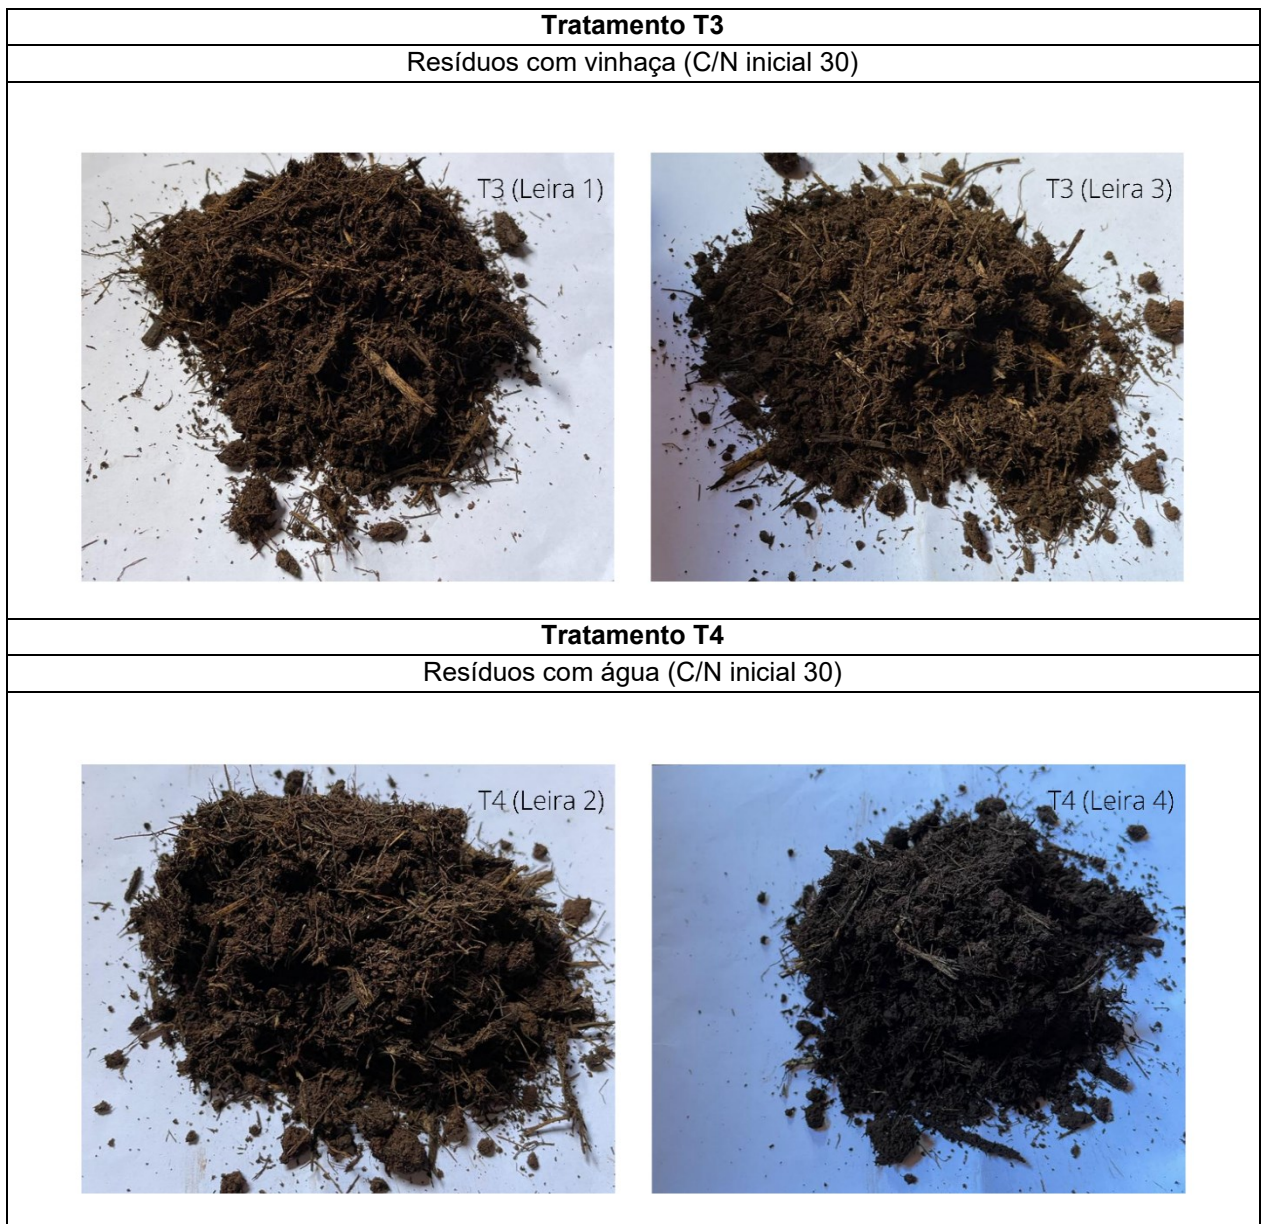 Tratamento T3
Resíduos com vinhaça (C/N inicial 30)
T3 (Leira 1)
T3 (Leira 3)
Tratamento T4
Resíduos com água (C/N inicial 30)
T4 (Leira 2)
T4 (Leira 4)